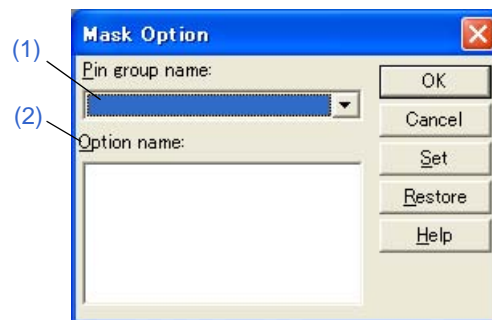 Mask Option
(1)
Pin group name:
(2)
Option name:
OK
Cancel
Set
Restore
Help